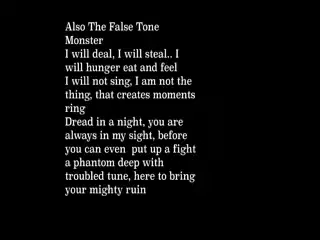 Also The False Tone
Monster
I will deal, I will steal.. I
will hunger eat and feel
I will not sing, I am not the
thing, that creates moments
ring
Dread in a night, you are
always in my sight, before
you can even  put up a fight
a phantom deep with
troubled tune, here to bring
your mighty ruin